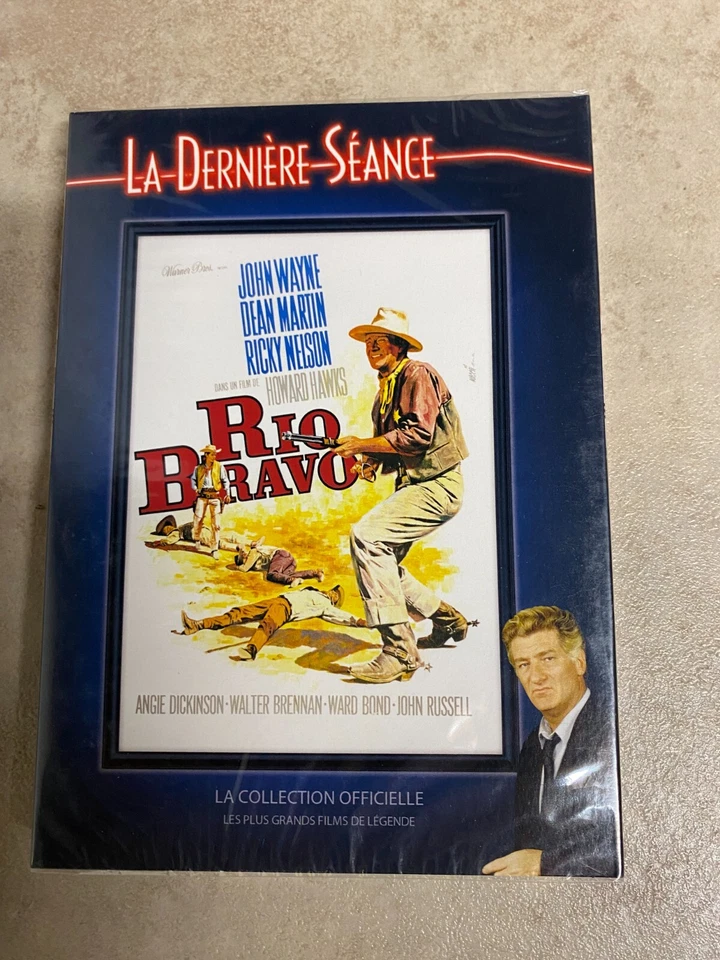 LA DERNIÈRE SÉANCE
Warner Bros.
JOHN WAYNE
DEAN MARTIN
RICKY NELSON
DANS UN FILM DE HOWARD HAWKS
RIO
BRAVO
ANGIE DICKINSON · WALTER BRENNAN · WARD BOND · JOHN RUSSELL
LA COLLECTION OFFICIELLE
LES PLUS GRANDS FILMS DE LÉGENDE